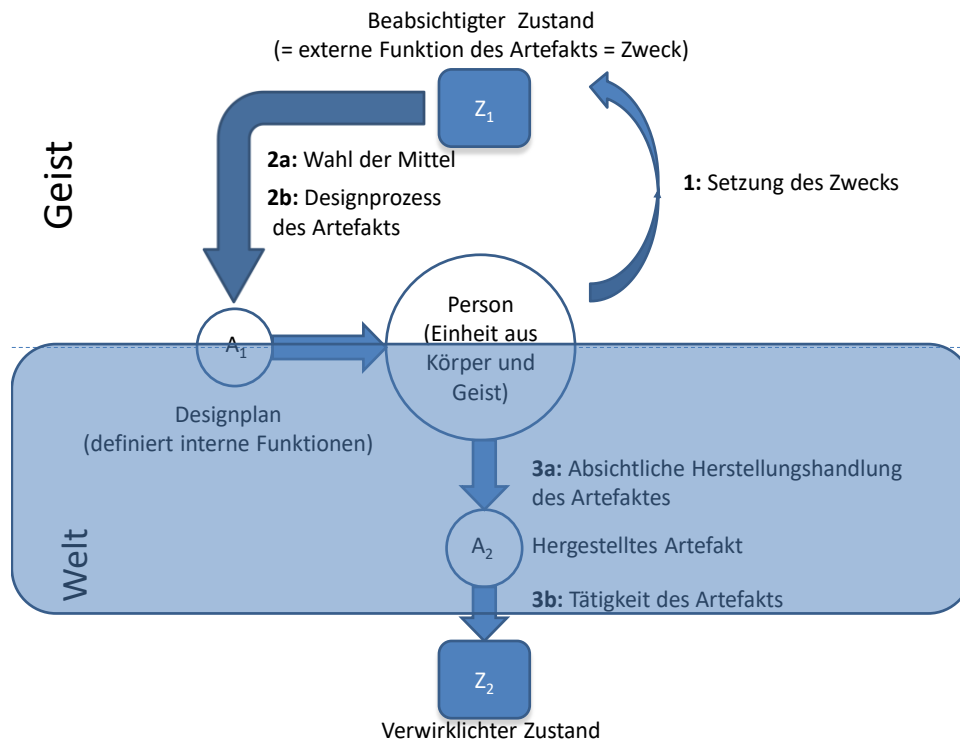 Beabsichtigter Zustand
(= externe Funktion des Artefakts = Zweck)
Z1
Geist
2a: Wahl der Mittel
2b: Designprozess
des Artefakts
1: Setzung des Zwecks
A1
Person
(Einheit aus
Körper und
Geist)
Designplan
(definiert interne Funktionen)
3a: Absichtliche Herstellungshandlung
des Artefaktes
A2
Hergestelltes Artefakt
Welt
3b: Tätigkeit des Artefakts
Z2
Verwirklichter Zustand